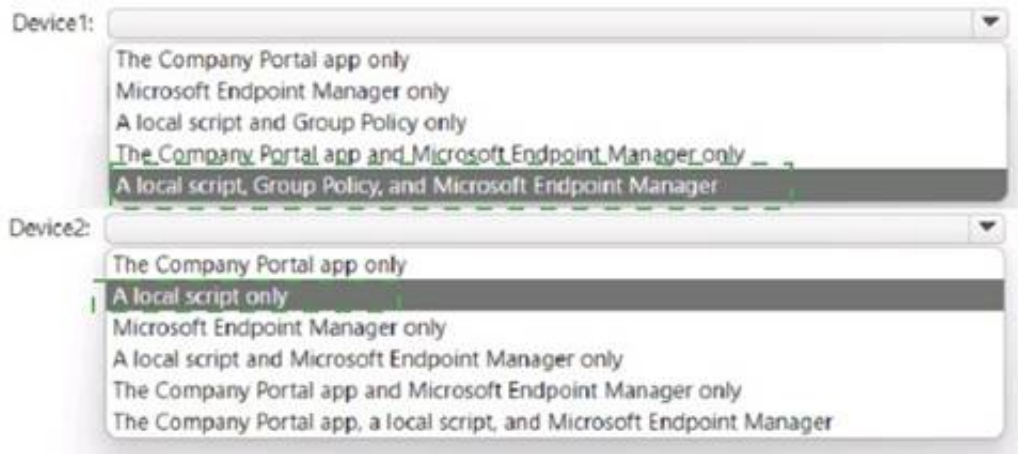 Device1:
The Company Portal app only
Microsoft Endpoint Manager only
A local script and Group Policy only
The Company Portal app and Microsoft Endpoint Manager only
A local script, Group Policy, and Microsoft Endpoint Manager
Device2:
The Company Portal app only
A local script only
Microsoft Endpoint Manager only
A local script and Microsoft Endpoint Manager only
The Company Portal app and Microsoft Endpoint Manager only
The Company Portal app, a local script, and Microsoft Endpoint Manager